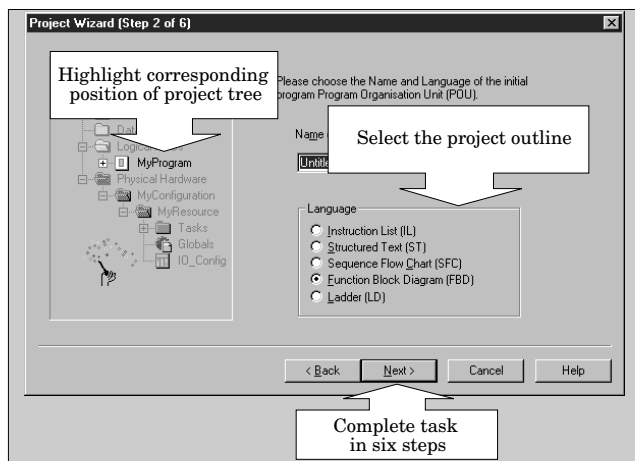 Project Wizard (Step 2 of 6)
Highlight corresponding
position of project tree
Please choose the Name and Language of the initial
program Program Organisation Unit (POU).
Select the project outline
MyProgram
Physical Hardware
MyConfiguration
MyResource
Tasks
Globals
IO_Config
Language
Instruction List (IL)
Structured Text (ST)
Sequence Flow Chart (SFC)
Function Block Diagram (FBD)
Ladder (LD)
< Back
Next >
Cancel
Help
Complete task
in six steps